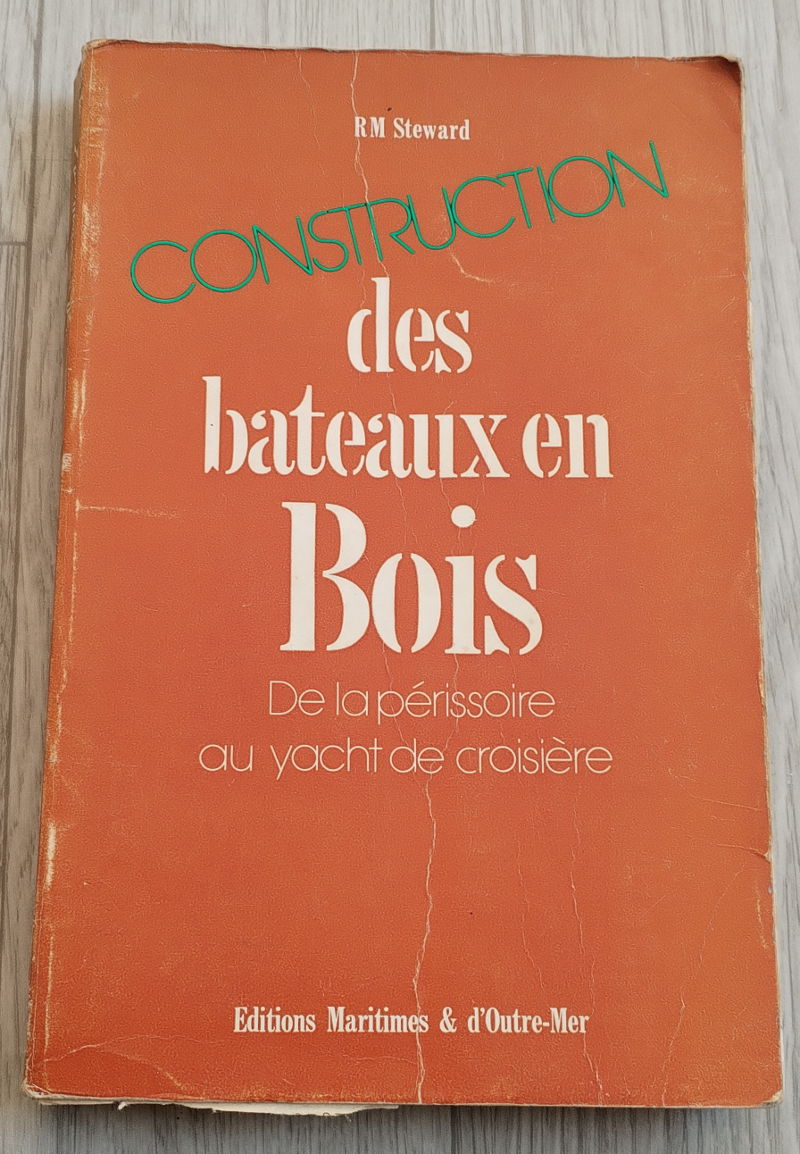 RM Steward
CONSTRUCTION
des
bateaux en
Bois
De la périssoire
au yacht de croisière
Editions Maritimes & d'Outre-Mer